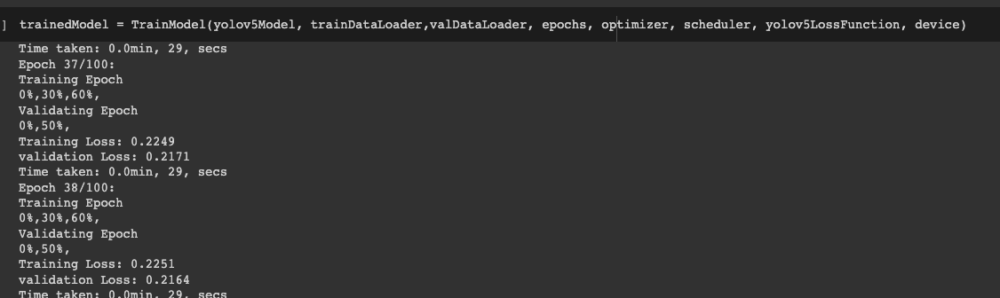 ] trainedModel = TrainModel(yolov5Model, trainDataLoader,valDataLoader, epochs, optimizer, scheduler, yolov5LossFunction, device)
Time taken: 0.0min, 29, secs
Epoch 37/100:
Training Epoch
0%,30%,60%,
Validating Epoch
0%,50%,
Training Loss: 0.2249
validation Loss: 0.2171
Time taken: 0.0min, 29, secs
Epoch 38/100:
Training Epoch
0%,30%,60%,
Validating Epoch
0%,50%,
Training Loss: 0.2251
validation Loss: 0.2164
Time taken: 0.0min, 29, secs